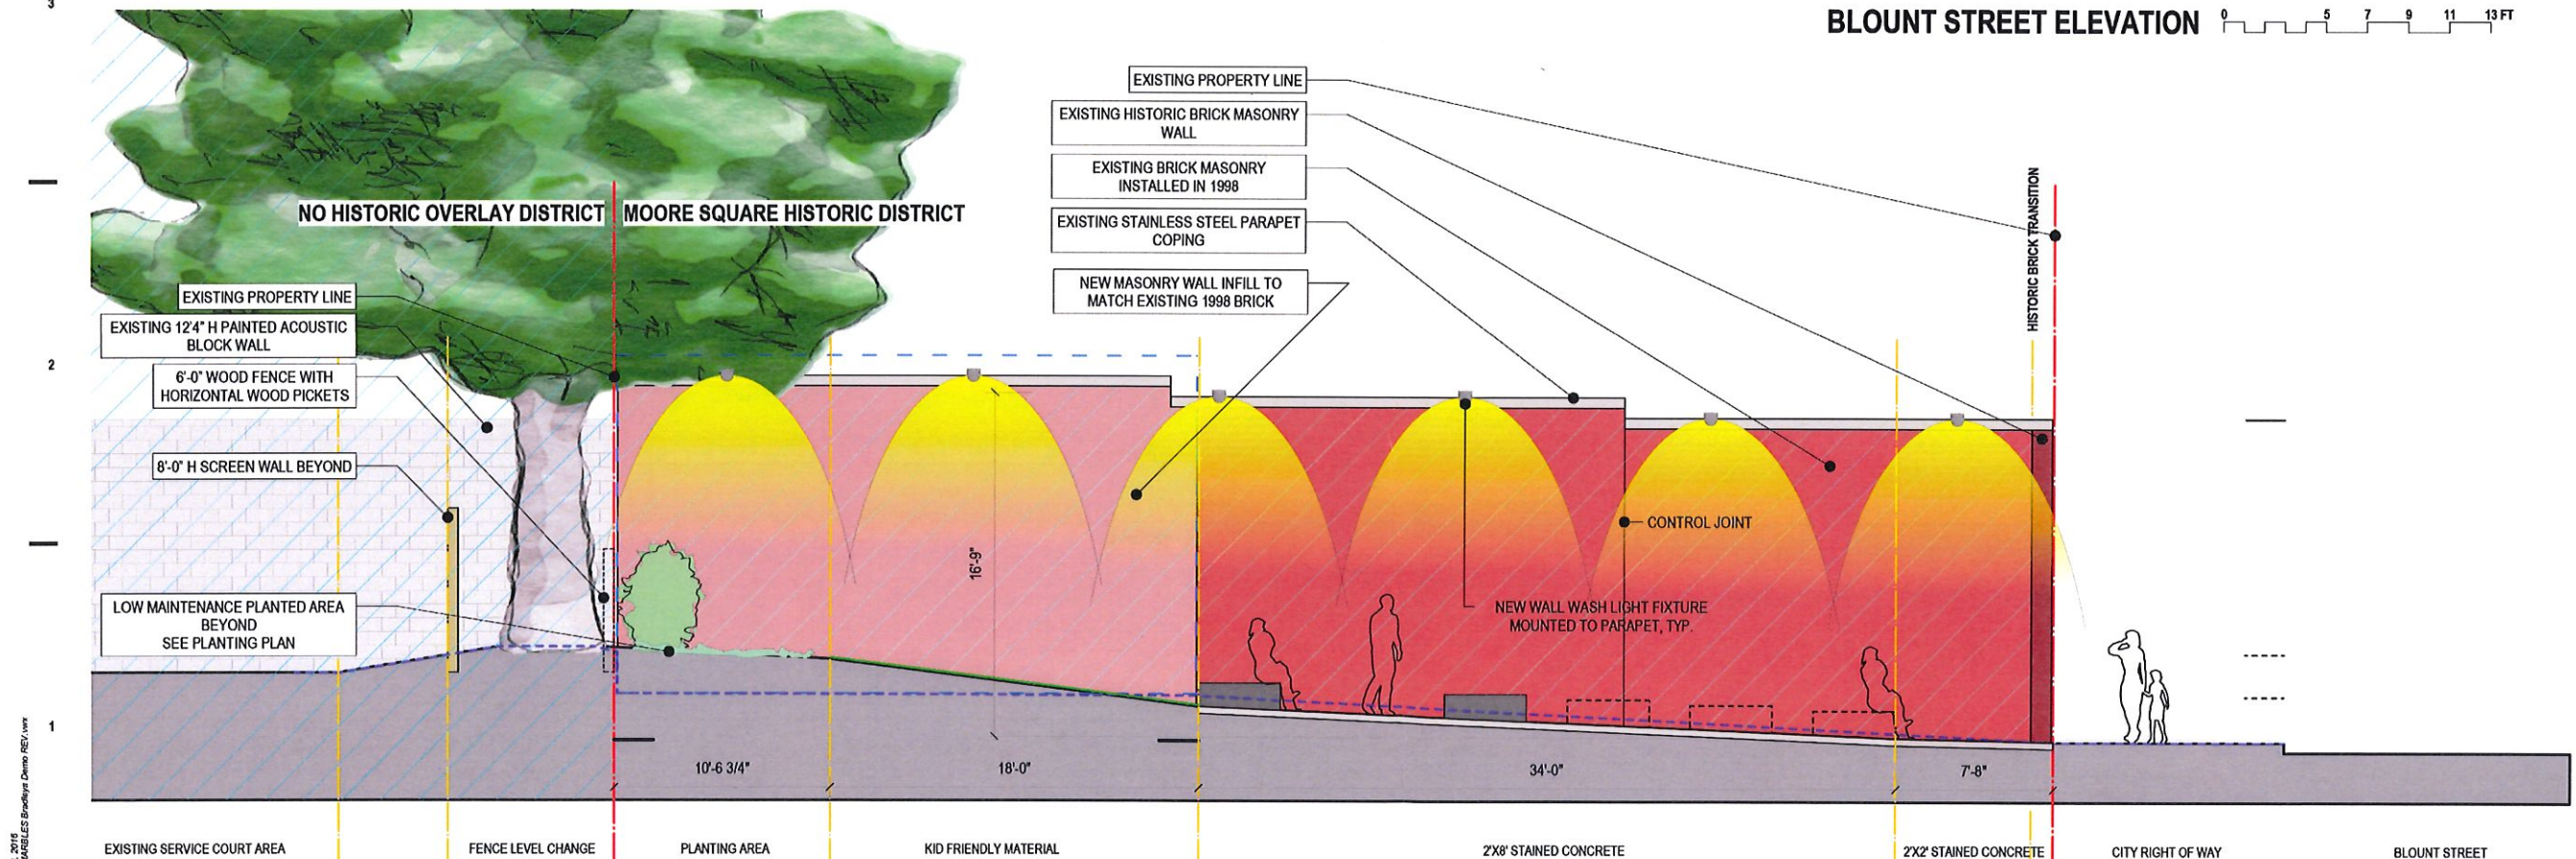 3
BLOUNT STREET ELEVATION
0 5 7 9 11 13 FT
EXISTING PROPERTY LINE
EXISTING HISTORIC BRICK MASONRY
WALL
EXISTING BRICK MASONRY
INSTALLED IN 1998
EXISTING STAINLESS STEEL PARAPET
COPING
NEW MASONRY WALL INFILL TO
MATCH EXISTING 1998 BRICK
HISTORIC BRICK TRANSITION
NO HISTORIC OVERLAY DISTRICT
MOORE SQUARE HISTORIC DISTRICT
EXISTING PROPERTY LINE
EXISTING 12'4" H PAINTED ACOUSTIC
BLOCK WALL
2
6'-0" WOOD FENCE WITH
HORIZONTAL WOOD PICKETS
8'-0" H SCREEN WALL BEYOND
LOW MAINTENANCE PLANTED AREA
BEYOND
SEE PLANTING PLAN
16'-9"
CONTROL JOINT
NEW WALL WASH LIGHT FIXTURE
MOUNTED TO PARAPET, TYP.
1
10'-6 3/4"
18'-0"
34'-0"
7'-8"
EXISTING SERVICE COURT AREA
FENCE LEVEL CHANGE
PLANTING AREA
KID FRIENDLY MATERIAL
2'X8' STAINED CONCRETE
2'X2' STAINED CONCRETE
CITY RIGHT OF WAY
BLOUNT STREET
2016
ARBLES Bradleys Demo REV.vwx